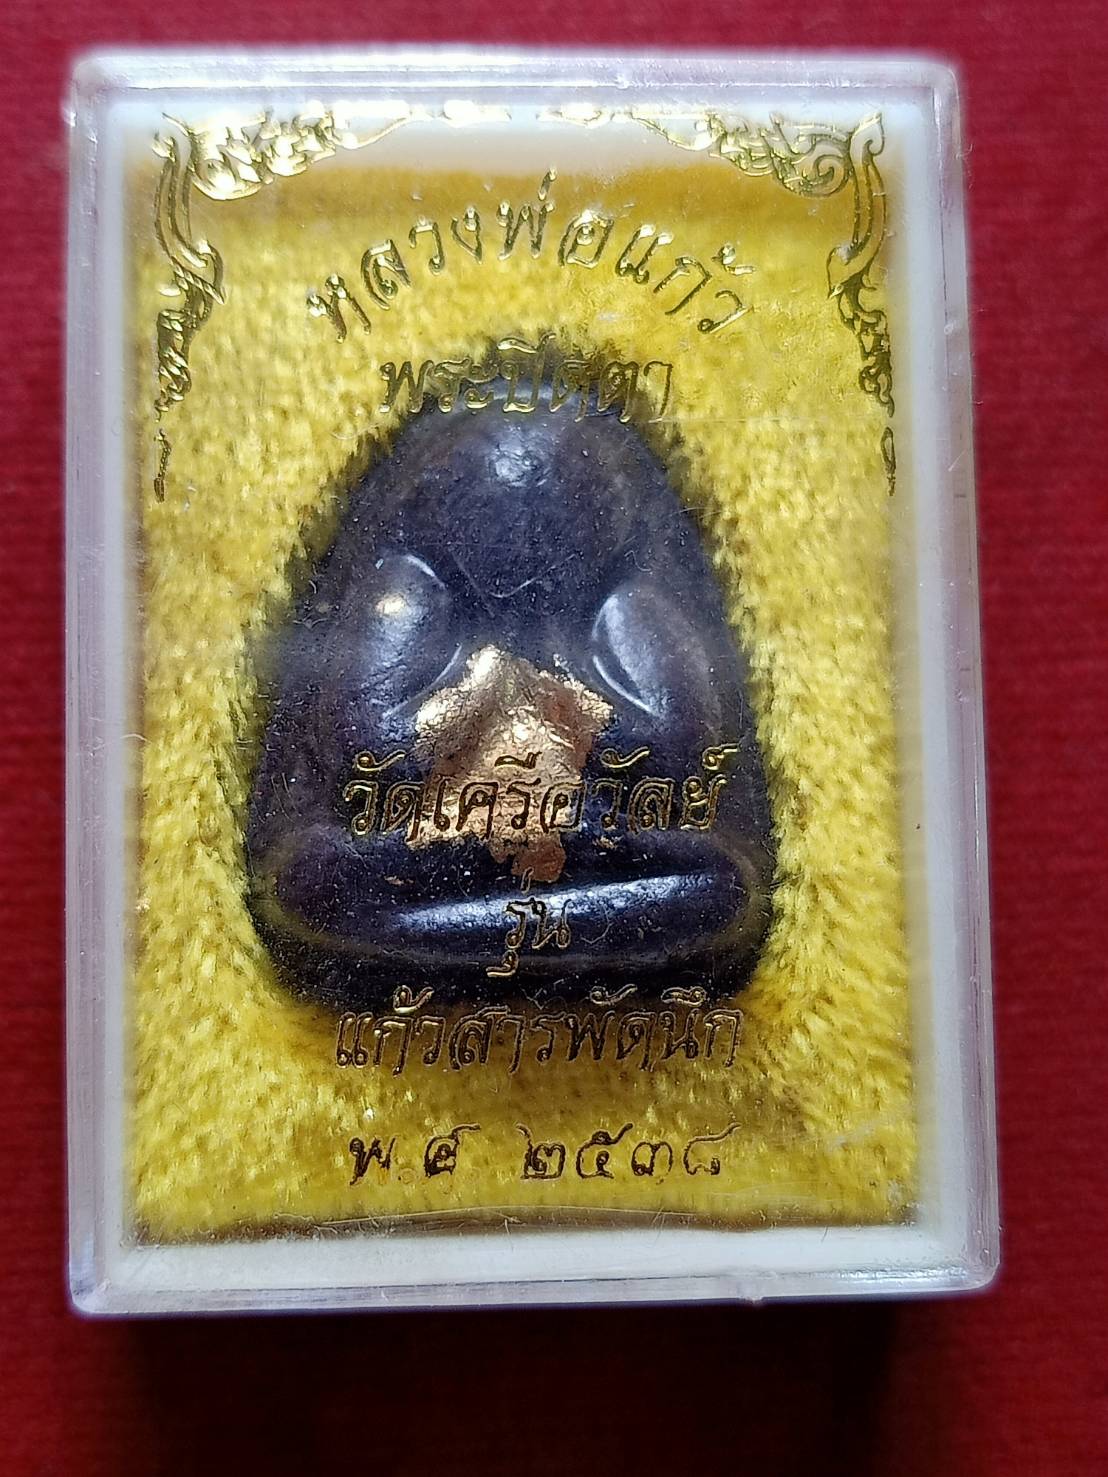 หลวงพ่อแก้ว
พระปิดตา
วัดเครือวัลย์
รุ่น
แก้วสารพัดนึก
พ.ศ. ๒๕๓๘